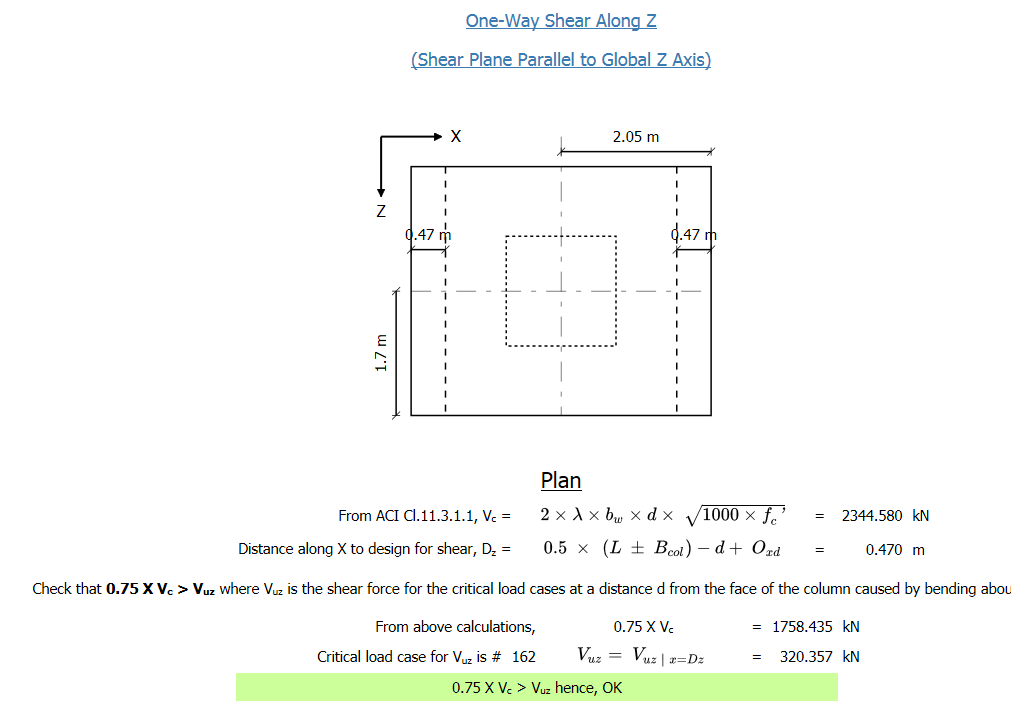 One-Way Shear Along Z
(Shear Plane Parallel to Global Z Axis)
X
2.05 m
Z
0.47 m 0.47 m
1.7 m
Plan
From ACI Cl.11.3.1.1, Vc = 2 × λ × bw × d × √1000 × fc' = 2344.580 kN
Distance along X to design for shear, Dz = 0.5 × (L ± Bcol) − d + Oxd = 0.470 m
Check that 0.75 X Vc > Vuz where Vuz is the shear force for the critical load cases at a distance d from the face of the column caused by bending abou
From above calculations, 0.75 X Vc = 1758.435 kN
Critical load case for Vuz is # 162 Vuz = Vuz | x=Dz = 320.357 kN
0.75 X Vc > Vuz hence, OK